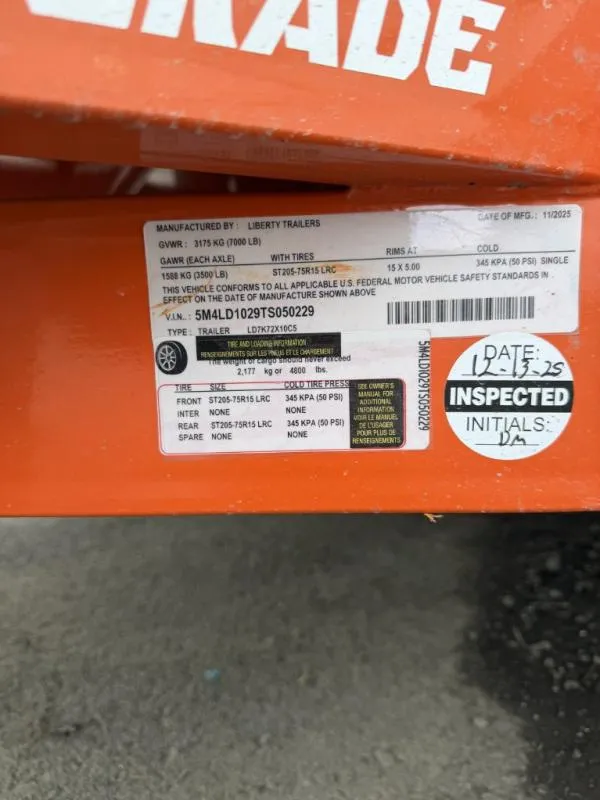 RADE
MANUFACTURED BY : LIBERTY TRAILERS DATE OF MFG. : 11/2025
GVWR : 3175 KG (7000 LB)
GAWR (EACH AXLE) WITH TIRES RIMS AT COLD
1588 KG (3500 LB) ST205-75R15 LRC 15 X 5.00 345 KPA (50 PSI) SINGLE
THIS VEHICLE CONFORMS TO ALL APPLICABLE U.S. FEDERAL MOTOR VEHICLE SAFETY STANDARDS IN
EFFECT ON THE DATE OF MANUFACTURE SHOWN ABOVE
V.I.N.: 5M4LD1029TS050229
TYPE : TRAILER LD7K72X10C5
TIRE AND LOADING INFORMATION
RENSEIGNEMENTS SUR LES PNEUS ET LE CHARGEMENT
The weight of cargo should never exceed
2,177 kg or 4800 lbs.
TIRE SIZE COLD TIRE PRESS
FRONT ST205-75R15 LRC 345 KPA (50 PSI)
INTER NONE NONE
REAR ST205-75R15 LRC 345 KPA (50 PSI)
SPARE NONE NONE
SEE OWNER'S
MANUAL FOR
ADDITIONAL
INFORMATION
VOIR LE MANUEL
DE L'USAGER
POUR PLUS DE
RENSEIGNEMENTS
5M4LD1029TS050229
DATE:
12-13-25
INSPECTED
INITIALS:
DM